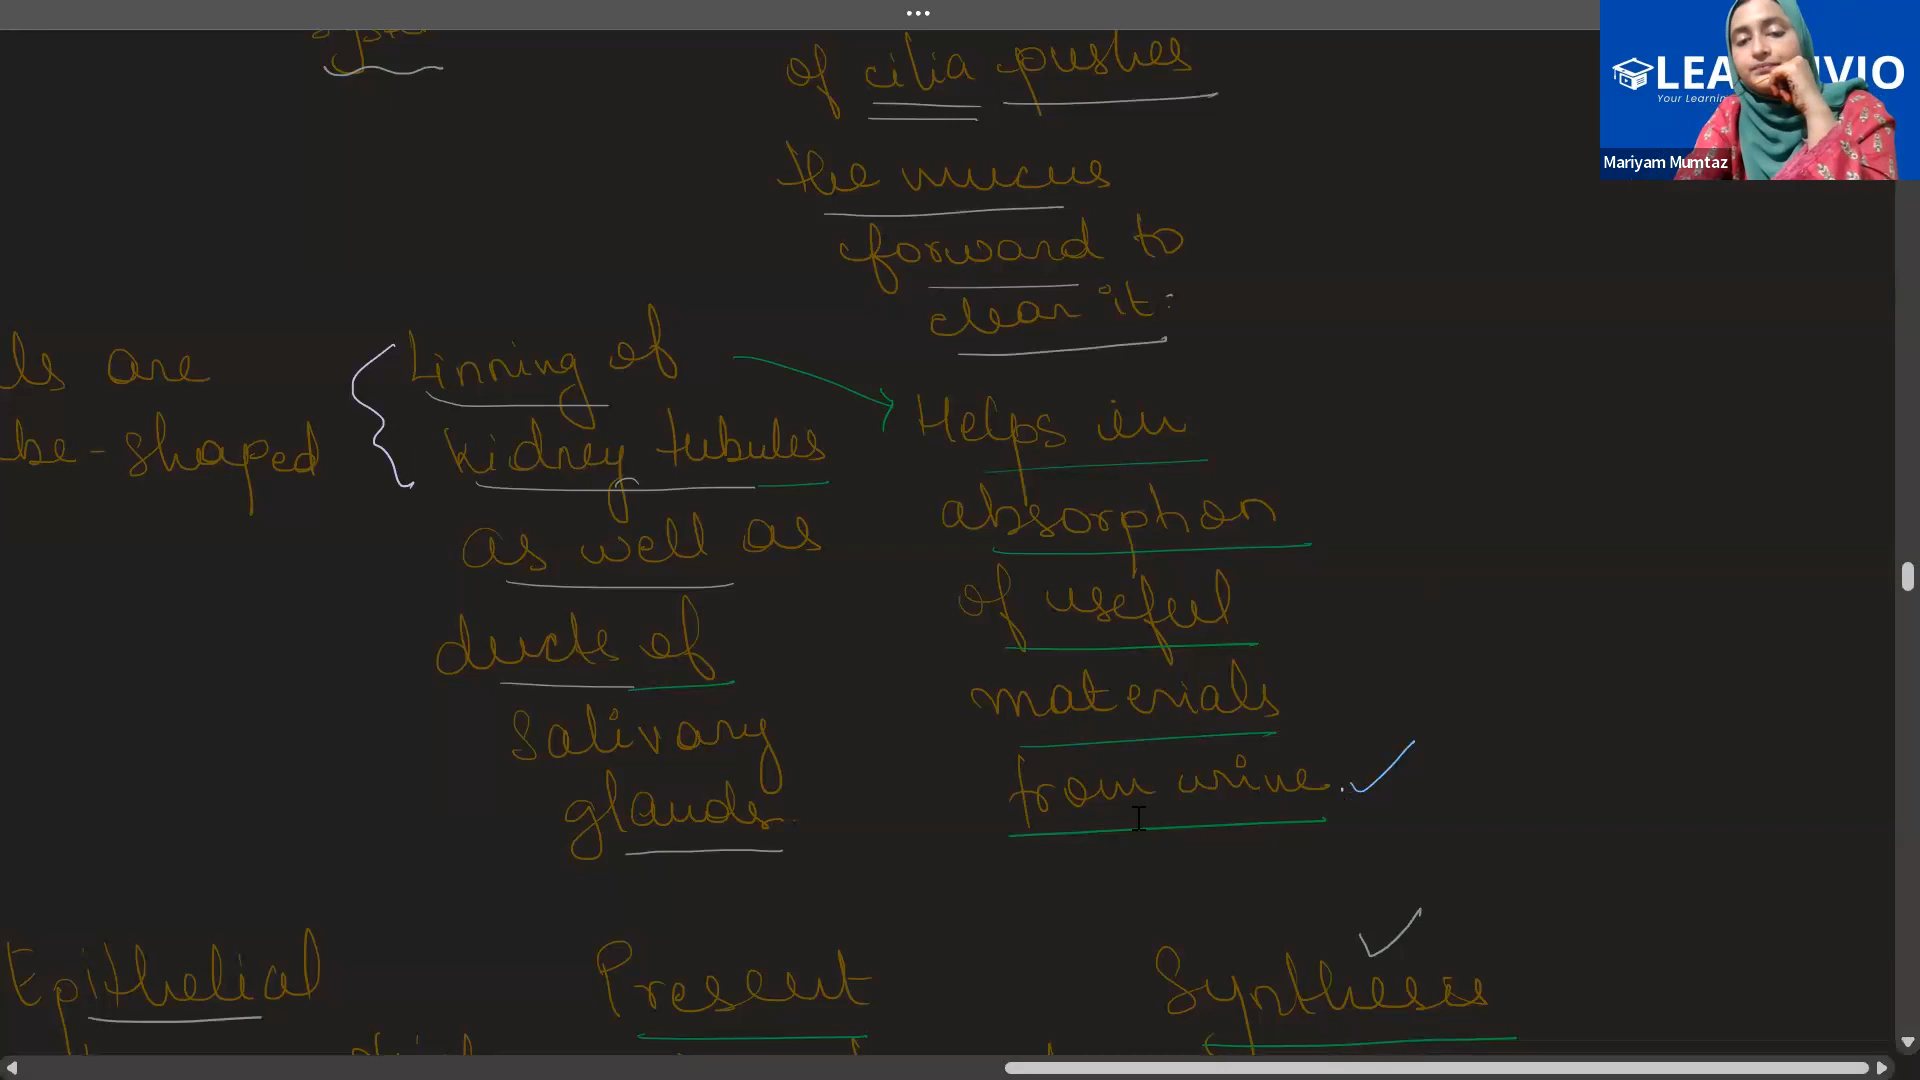 of cilia pushes
the mucus
forward to
clear it.
ls are
be-shaped
Linning of
kidney tubules
as well as
ducts of
Salivary
glands.
Helps in
absorption
of useful
materials
from urine.
Epithelial
Present
Synthesis
LEA VIO
Your Learnin
Mariyam Mumtaz